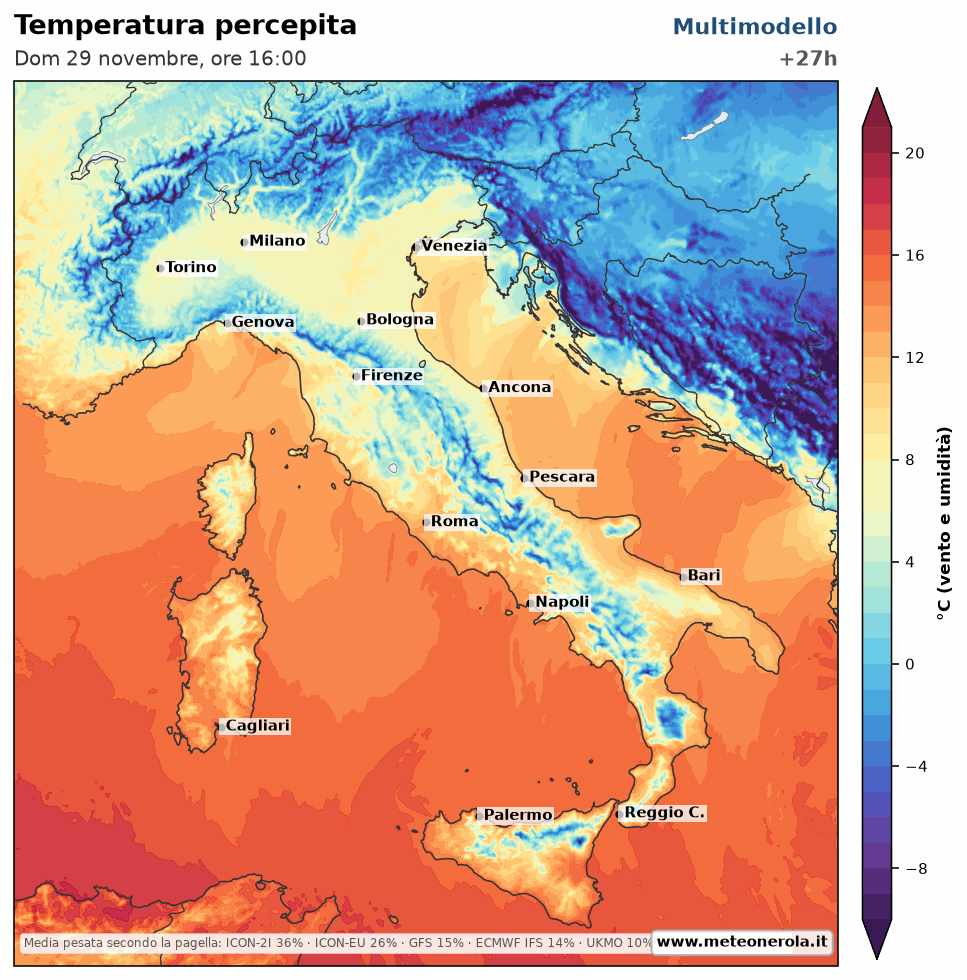 Temperatura percepita
Multimodello
Dom 29 novembre, ore 16:00
+27h
Milano
Venezia
Torino
Genova
Bologna
Firenze
Ancona
Pescara
Roma
Bari
Napoli
Cagliari
Palermo
Reggio C.
20
16
12
8
4
0
−4
−8
°C (vento e umidità)
Media pesata secondo la pagella: ICON-2I 36% · ICON-EU 26% · GFS 15% · ECMWF IFS 14% · UKMO 10%
www.meteonerola.it